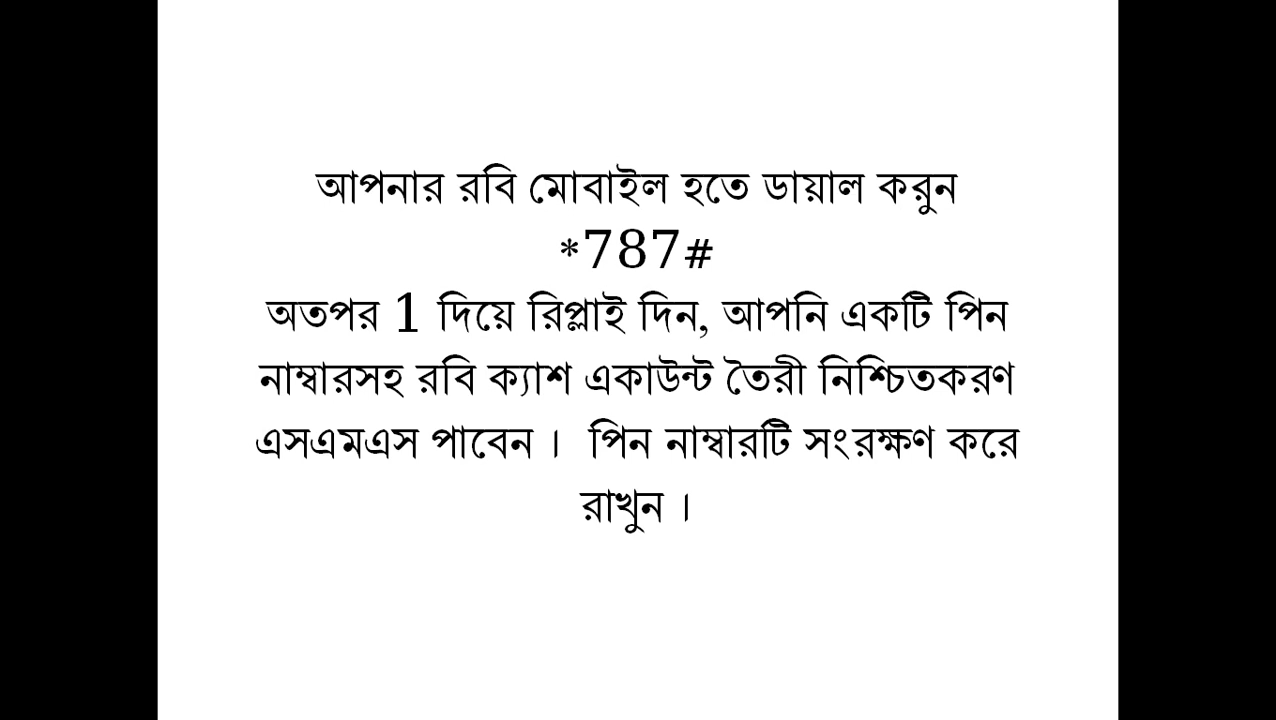 আপনার রবি মোবাইল হতে ডায়াল করুন
*787#
অতপর 1 দিয়ে রিপ্লাই দিন, আপনি একটি পিন
নাম্বারসহ রবি ক্যাশ একাউন্ট তৈরী নিশ্চিতকরণ
এসএমএস পাবেন । পিন নাম্বারটি সংরক্ষণ করে
রাখুন ।